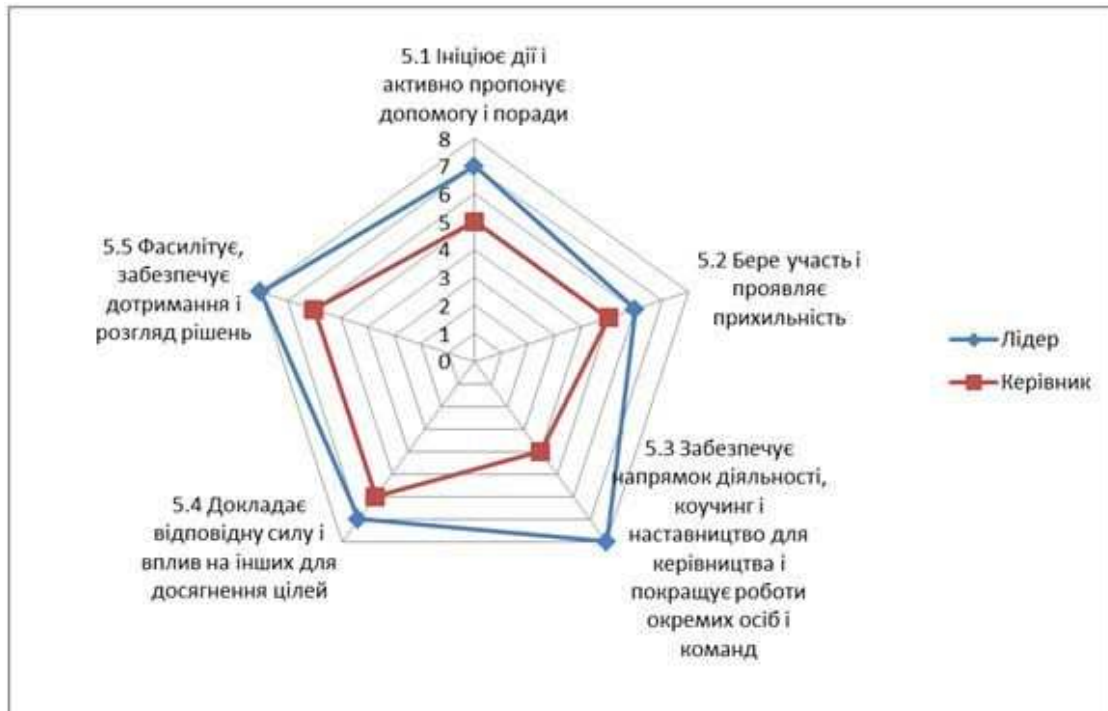 5.1 Ініціює дії і
активно пропонує
допомогу і поради
8
7
6
5
4
3
2
1
0
5.2 Бере участь і
проявляє
прихильність
5.3 Забезпечує
напрямок діяльності,
коучинг і
наставництво для
керівництва і
покращує роботи
окремих осіб і
команд
5.4 Докладає
відповідну силу і
вплив на інших для
досягнення цілей
5.5 Фасилітує,
забезпечує
дотримання і
розгляд рішень
Лідер
Керівник